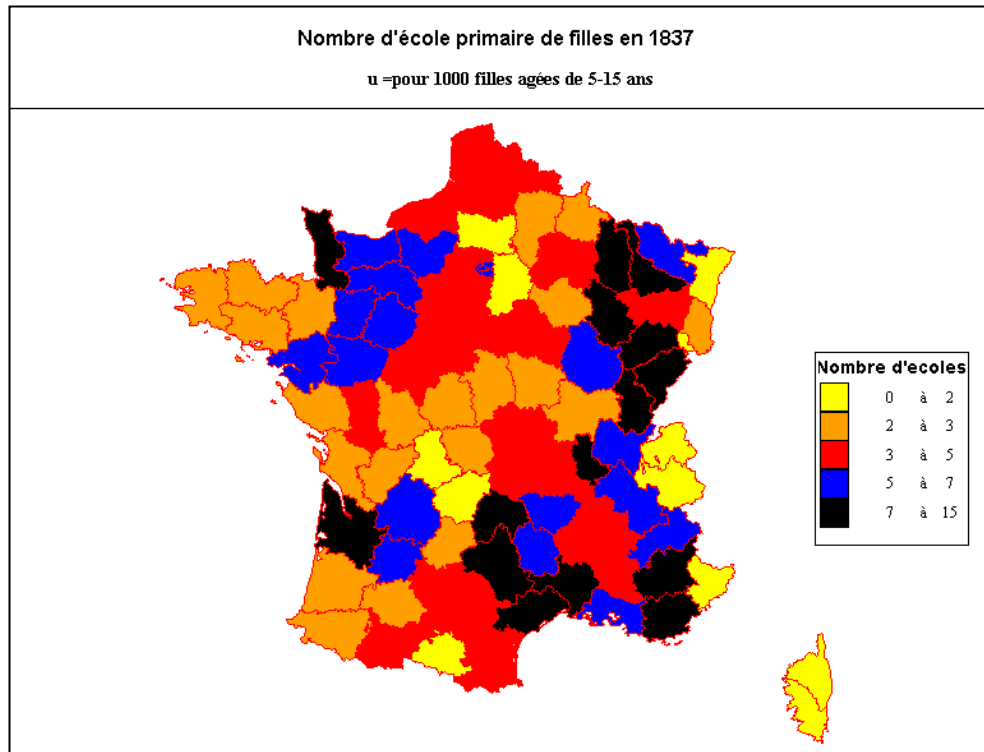 Nombre d'école primaire de filles en 1837
u =pour 1000 filles agées de 5-15 ans
Nombre d'ecoles
0 à 2
2 à 3
3 à 5
5 à 7
7 à 15